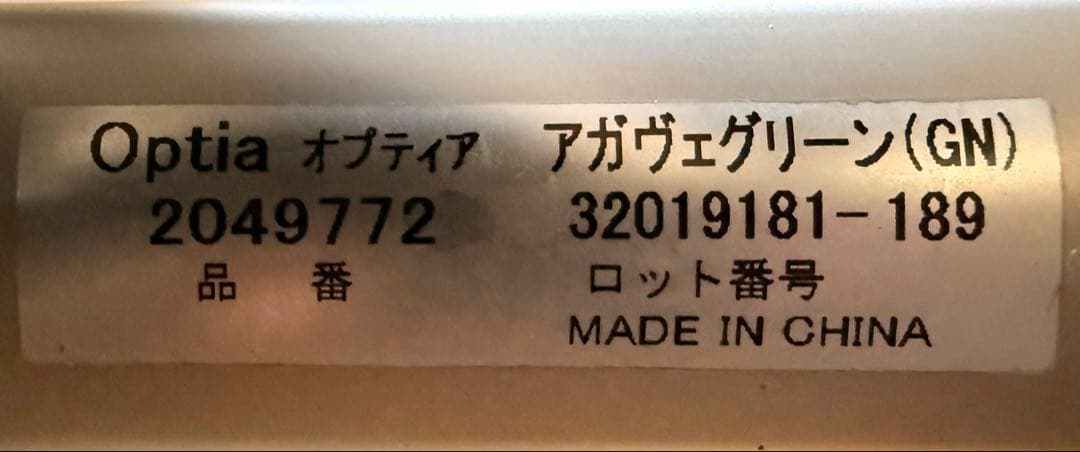 Optia オプティア アガヴェグリーン(GN)
2049772 32019181-189
品 番 ロット番号
MADE IN CHINA